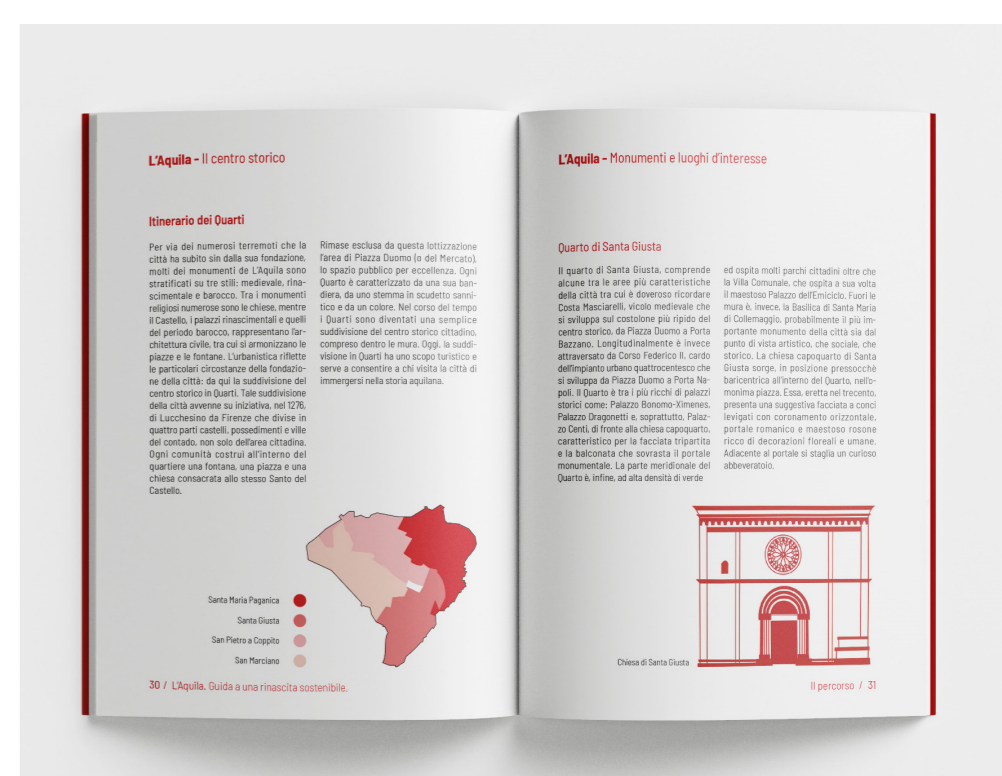 L'Aquila - Il centro storico
Itinerario dei Quarti
Per via dei numerosi terremoti che la
città ha subito sin dalla sua fondazione,
molti dei monumenti de L'Aquila sono
stratificati su tre stili: medievale, rina-
scimentale e barocco. Tra i monumenti
religiosi numerose sono le chiese, mentre
il Castello, i palazzi rinascimentali e quelli
del periodo barocco, rappresentano l'ar-
chitettura civile, tra cui si armonizzano le
piazze e le fontane. L'urbanistica riflette
le particolari circostanze della fondazio-
ne della città: da qui la suddivisione del
centro storico in Quarti. Tale suddivisione
della città avvenne su iniziativa, nel 1276,
di Lucchesino da Firenze che divise in
quattro parti castelli, possedimenti e ville
del contado, non solo dell'area cittadina.
Ogni comunità costruì all'interno del
quartiere una fontana, una piazza e una
chiesa consacrata allo stesso Santo del
Castello.
Rimase esclusa da questa lottizzazione
l'area di Piazza Duomo (o del Mercato),
lo spazio pubblico per eccellenza. Ogni
Quarto è caratterizzato da una sua ban-
diera, da uno stemma in scudetto sanni-
tico e da un colore. Nel corso del tempo
i Quarti sono diventati una semplice
suddivisione del centro storico cittadino,
compreso dentro le mura. Oggi, la suddi-
visione in Quarti ha uno scopo turistico e
serve a consentire a chi visita la città di
immergersi nella storia aquilana.
Santa Maria Paganica
Santa Giusta
San Pietro a Coppito
San Marciano
30 / L'Aquila. Guida a una rinascita sostenibile.
L'Aquila - Monumenti e luoghi d'interesse
Quarto di Santa Giusta
Il quarto di Santa Giusta, comprende
alcune tra le aree più caratteristiche
della città tra cui è doveroso ricordare
Costa Masciarelli, vicolo medievale che
si sviluppa sul costolone più ripido del
centro storico, da Piazza Duomo a Porta
Bazzano. Longitudinalmente è invece
attraversato da Corso Federico II, cardo
dell'impianto urbano quattrocentesco che
si sviluppa da Piazza Duomo a Porta Na-
poli. Il Quarto è tra i più ricchi di palazzi
storici come: Palazzo Bonomo-Ximenes,
Palazzo Dragonetti e, soprattutto, Palaz-
zo Centi, di fronte alla chiesa capoquarto,
caratteristico per la facciata tripartita
e la balconata che sovrasta il portale
monumentale. La parte meridionale del
Quarto è, infine, ad alta densità di verde
ed ospita molti parchi cittadini oltre che
la Villa Comunale, che ospita a sua volta
il maestoso Palazzo dell'Emiciclo. Fuori le
mura è, invece, la Basilica di Santa Maria
di Collemaggio, probabilmente il più im-
portante monumento della città sia dal
punto di vista artistico, che sociale, che
storico. La chiesa capoquarto di Santa
Giusta sorge, in posizione pressocchè
baricentrica all'interno del Quarto, nell'o-
monima piazza. Essa, eretta nel trecento,
presenta una suggestiva facciata a conci
levigati con coronamento orizzontale,
portale romanico e maestoso rosone
ricco di decorazioni floreali e umane.
Adiacente al portale si staglia un curioso
abbeveratoio.
Chiesa di Santa Giusta
Il percorso / 31